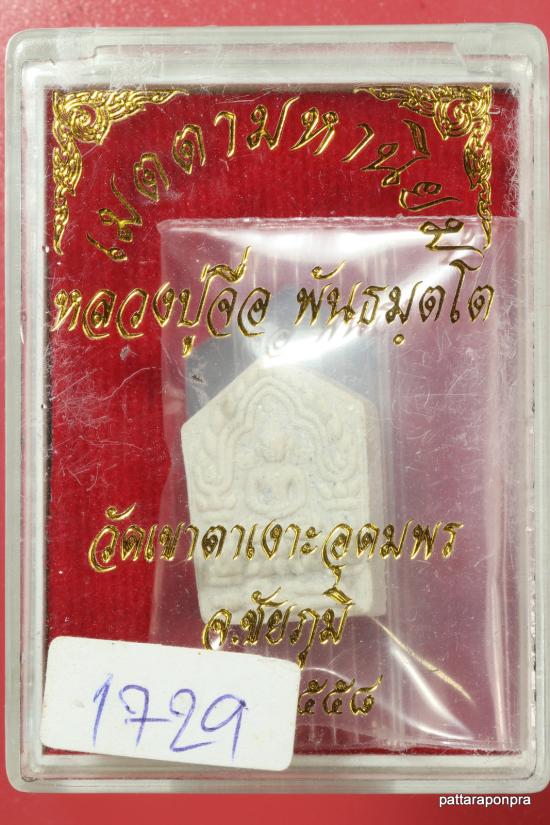 เมตตามหานิยม
หลวงปู่จื่อ พันธมุตโต
วัดเขาตาเงาะอุดมพร
จ.ชัยภูมิ
๕๕๘
1729
pattaraponpra